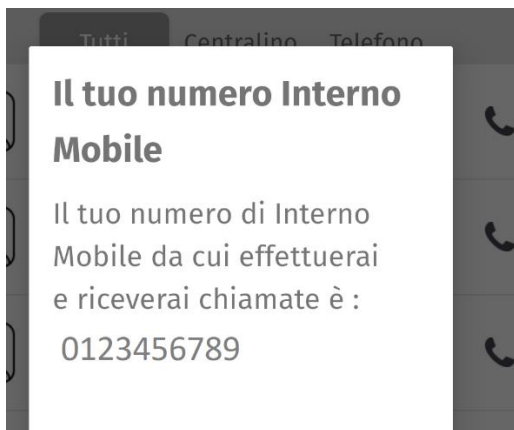 Tutti Centralino Telefono
Il tuo numero Interno
Mobile
Il tuo numero di Interno
Mobile da cui effettuerai
e riceverai chiamate è :
0123456789